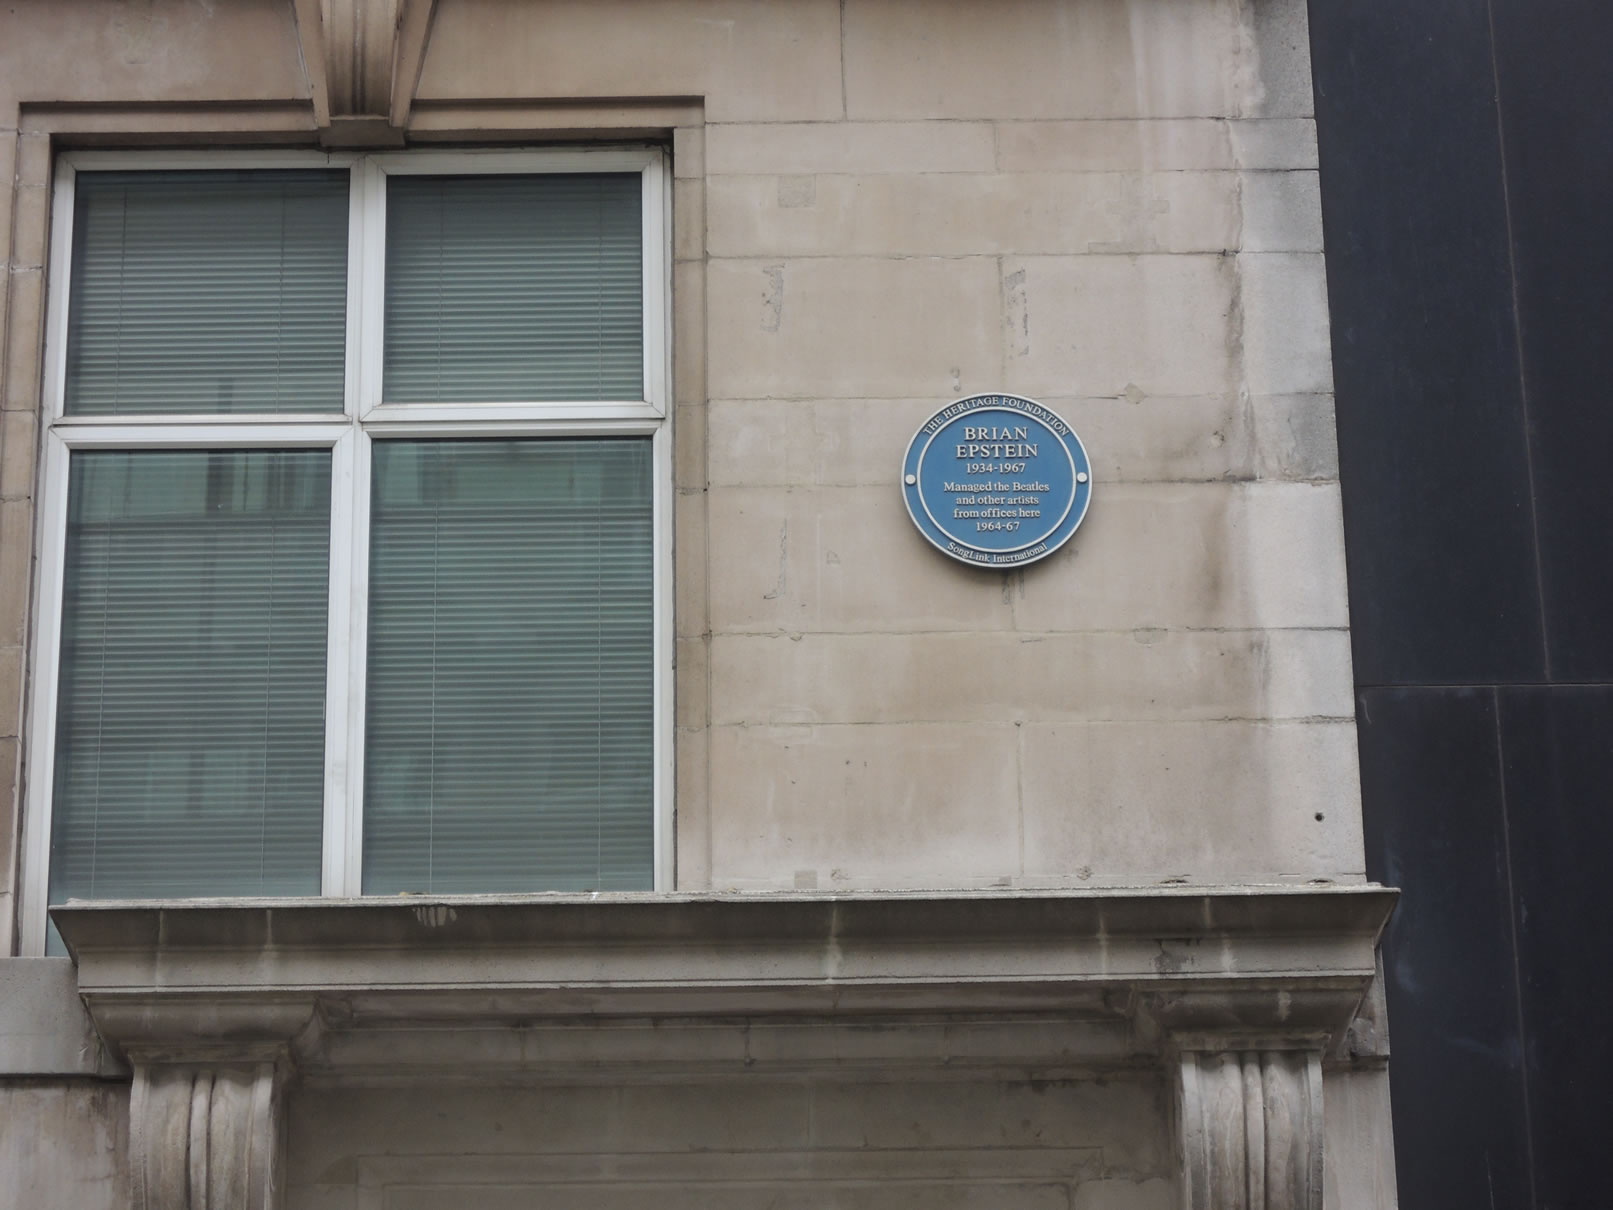 THE HERITAGE FOUNDATION
BRIAN
EPSTEIN
1934-1967
Managed the Beatles
and other artists
from offices here
1964-67
SongLink International